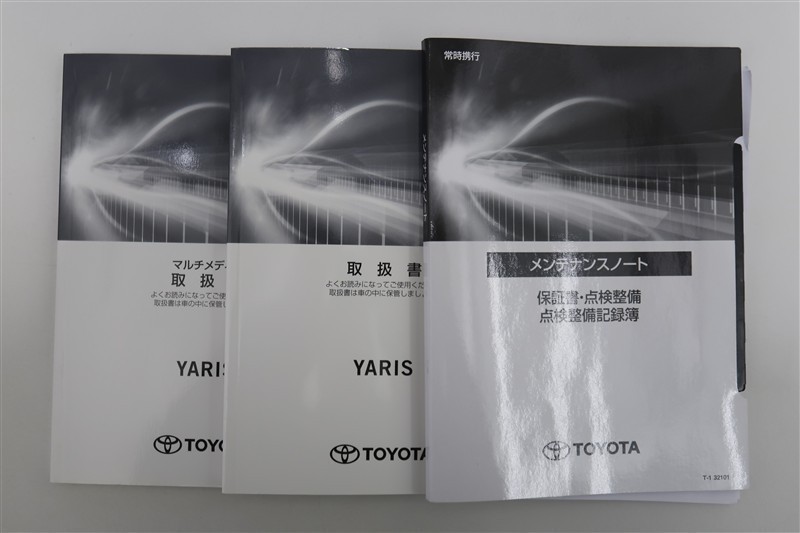 マルチメデ
取 扱
よくお読みになってご使
取扱書は車の中に保管し
YARIS
TOYO
取 扱 書
よくお読みになってご使用くだ
取扱書は車の中に保管しまし
YARIS
TOYOTA
常時携行
メンテナンスノート
メンテナンスノート
保証書・点検整備
点検整備記録簿
TOYOTA
T-1 32101